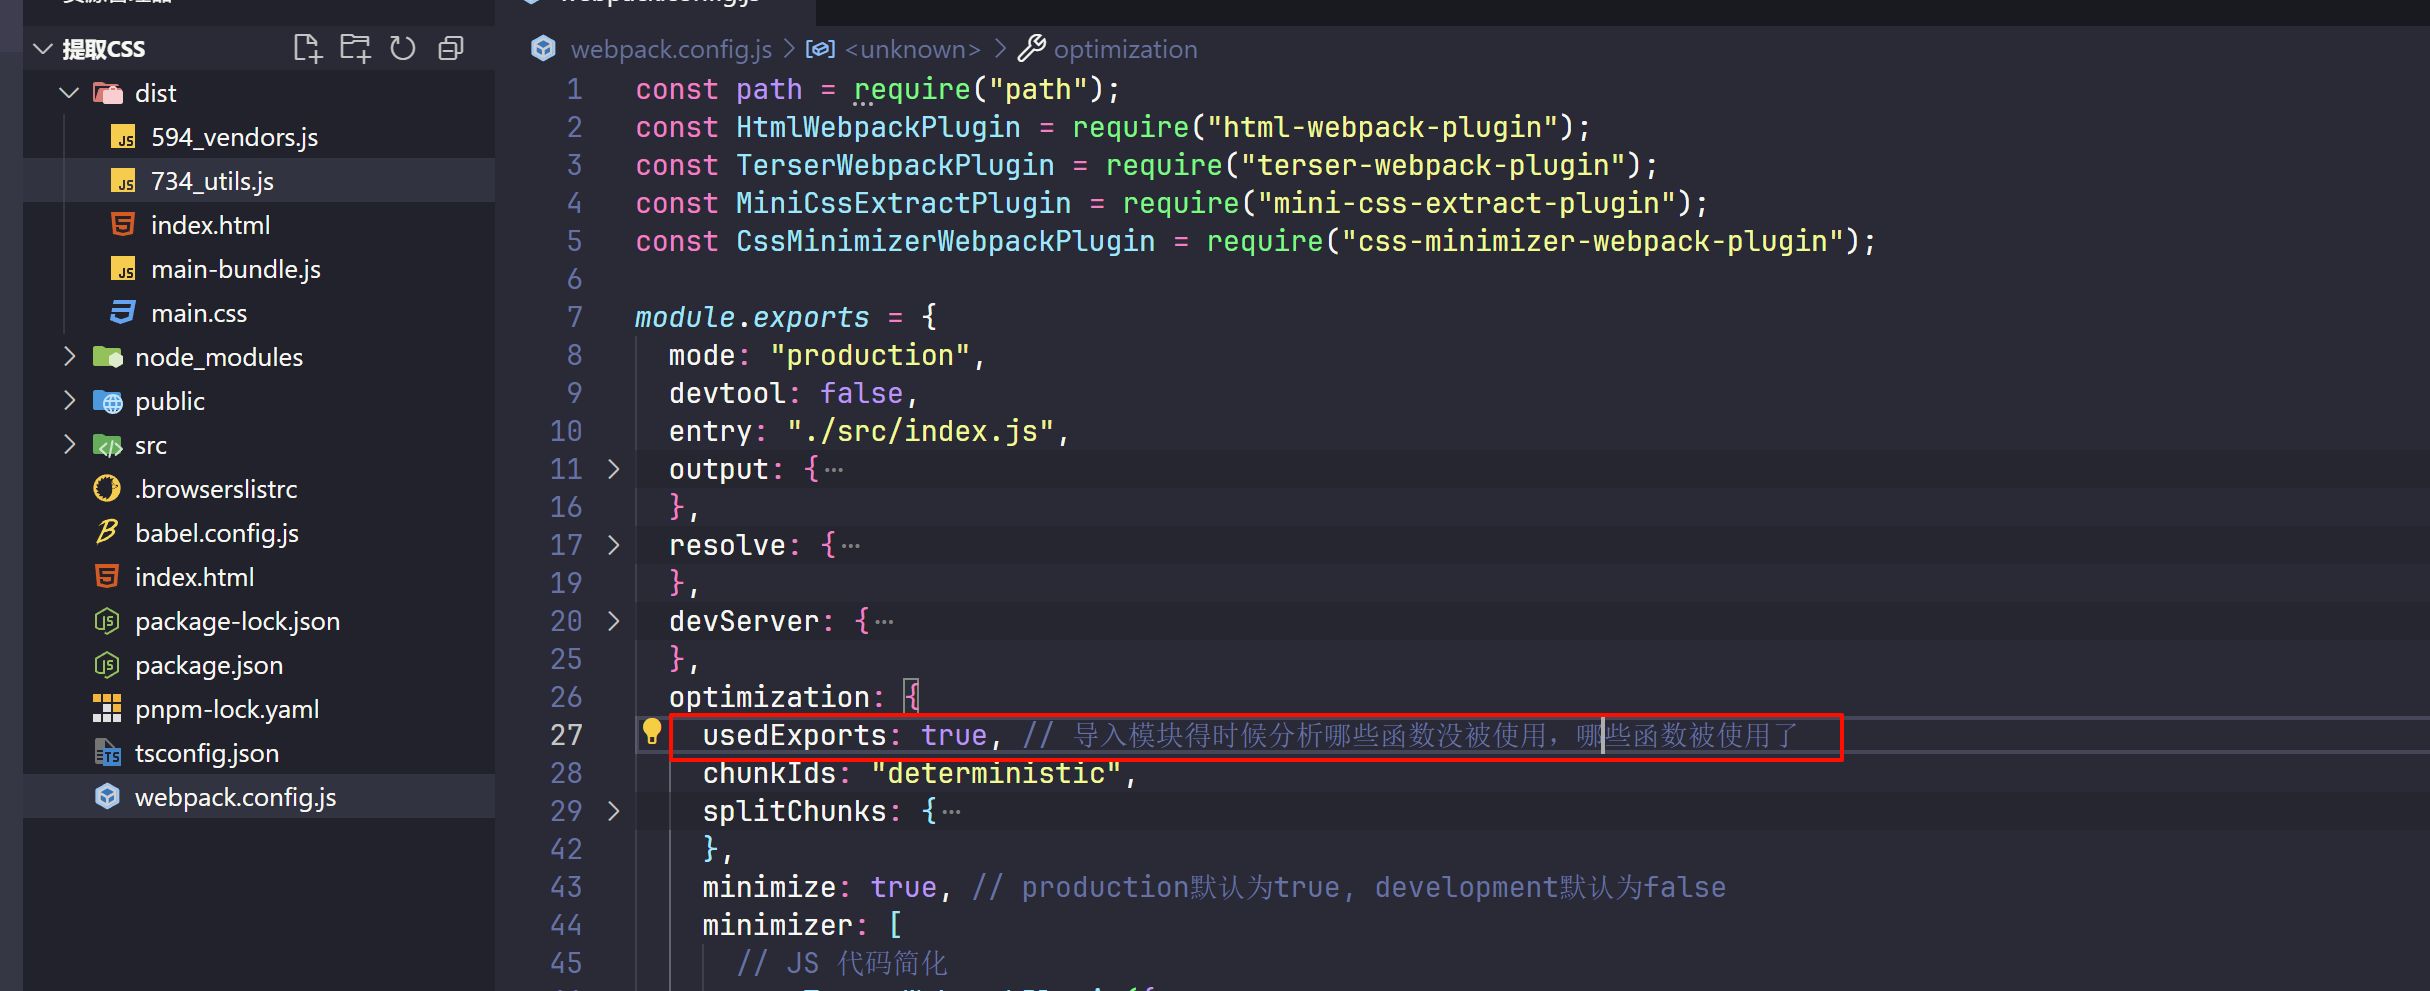 提取CSS
dist
594_vendors.js
734_utils.js
index.html
main-bundle.js
main.css
node_modules
public
src
.browserslistrc
babel.config.js
index.html
package-lock.json
package.json
pnpm-lock.yaml
tsconfig.json
webpack.config.js
webpack.config.js > <unknown> > optimization
1 const path = require("path");
2 const HtmlWebpackPlugin = require("html-webpack-plugin");
3 const TerserWebpackPlugin = require("terser-webpack-plugin");
4 const MiniCssExtractPlugin = require("mini-css-extract-plugin");
5 const CssMinimizerWebpackPlugin = require("css-minimizer-webpack-plugin");
6
7 module.exports = {
8 mode: "production",
9 devtool: false,
10 entry: "./src/index.js",
11 output: {…
16 },
17 resolve: {…
19 },
20 devServer: {…
25 },
26 optimization: {
27 usedExports: true, // 导入模块得时候分析哪些函数没被使用，哪些函数被使用了
28 chunkIds: "deterministic",
29 splitChunks: {…
42 },
43 minimize: true, // production默认为true, development默认为false
44 minimizer: [
45 // JS 代码简化